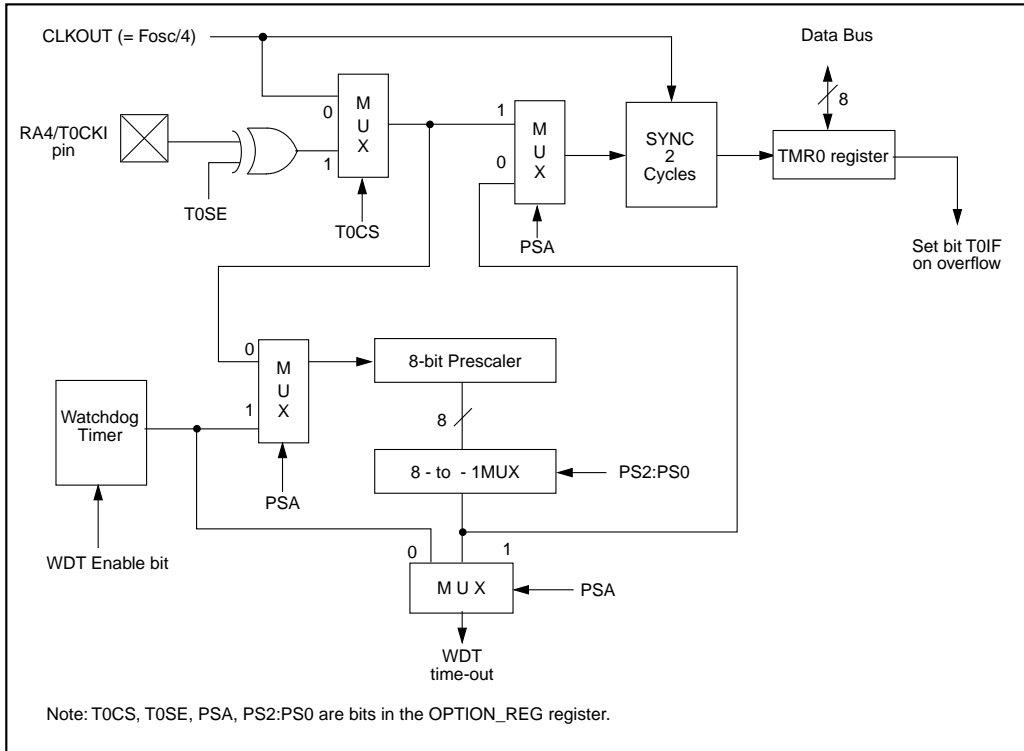 CLKOUT (= Fosc/4)
Data Bus
8
RA4/T0CKI
pin
T0SE
0
1
M
U
X
T0CS
1
0
M
U
X
PSA
SYNC
2
Cycles
TMR0 register
Set bit T0IF
on overflow
0
1
M
U
X
PSA
8-bit Prescaler
8
Watchdog
Timer
WDT Enable bit
8 - to - 1MUX
PS2:PS0
0
1
M U X
PSA
WDT
time-out
Note: T0CS, T0SE, PSA, PS2:PS0 are bits in the OPTION_REG register.